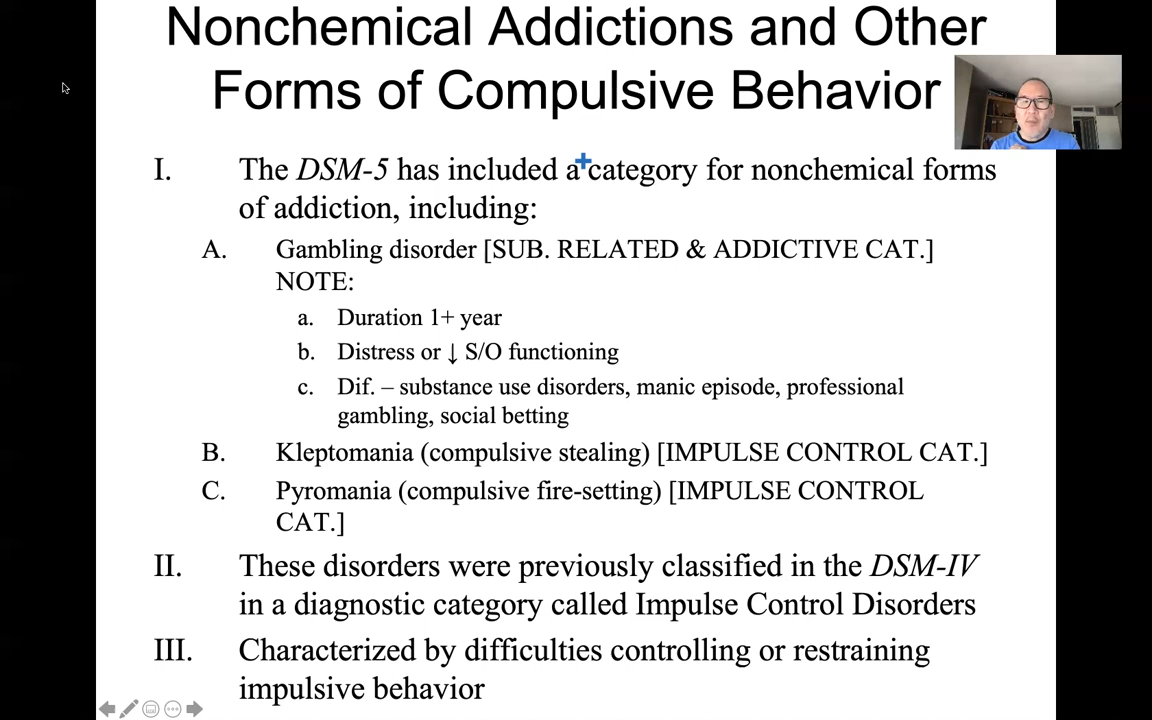 Nonchemical Addictions and Other
Forms of Compulsive Behavior
I. The DSM-5 has included a category for nonchemical forms
of addiction, including:
A. Gambling disorder [SUB. RELATED & ADDICTIVE CAT.]
NOTE:
a. Duration 1+ year
b. Distress or ↓ S/O functioning
c. Dif. – substance use disorders, manic episode, professional
gambling, social betting
B. Kleptomania (compulsive stealing) [IMPULSE CONTROL CAT.]
C. Pyromania (compulsive fire-setting) [IMPULSE CONTROL
CAT.]
II. These disorders were previously classified in the DSM-IV
in a diagnostic category called Impulse Control Disorders
III. Characterized by difficulties controlling or restraining
impulsive behavior